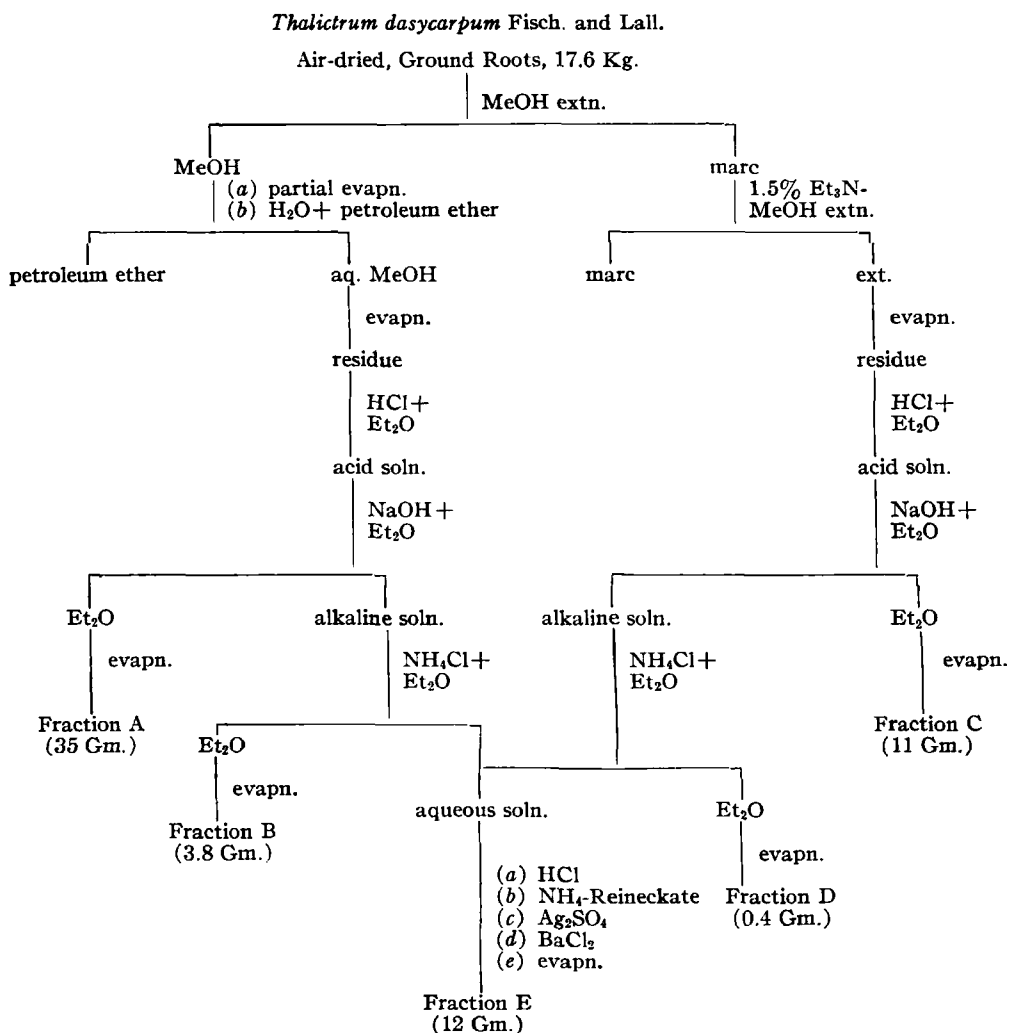 Thalictrum dasycarpum Fisch. and Lall.
Air-dried, Ground Roots, 17.6 Kg.
MeOH extn.
MeOH
(a) partial evapn.
(b) H₂O+ petroleum ether
marc
1.5% Et₃N-
MeOH extn.
petroleum ether
aq. MeOH
marc
ext.
evapn.
evapn.
residue
residue
HCl+
Et₂O
HCl+
Et₂O
acid soln.
acid soln.
NaOH+
Et₂O
NaOH+
Et₂O
Et₂O
alkaline soln.
alkaline soln.
Et₂O
evapn.
NH₄Cl+
Et₂O
NH₄Cl+
Et₂O
evapn.
Fraction A
(35 Gm.)
Fraction C
(11 Gm.)
Et₂O
evapn.
aqueous soln.
Et₂O
Fraction B
(3.8 Gm.)
evapn.
(a) HCl
(b) NH₄-Reineckate
(c) Ag₂SO₄
(d) BaCl₂
(e) evapn.
Fraction D
(0.4 Gm.)
Fraction E
(12 Gm.)